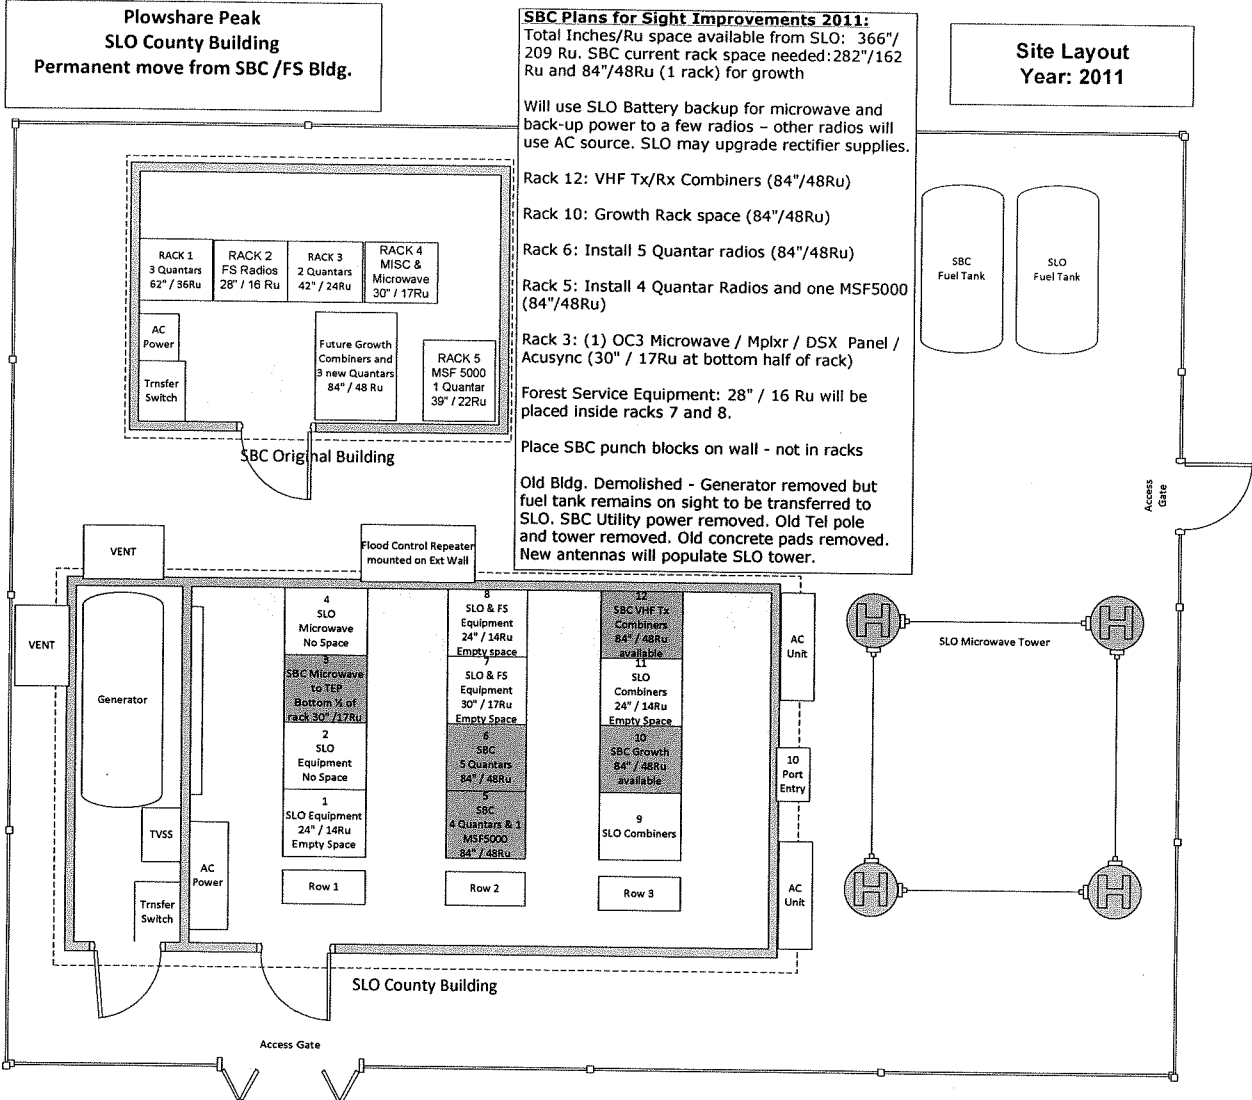 Plowshare Peak
SLO County Building
Permanent move from SBC /FS Bldg.
SBC Plans for Sight Improvements 2011:
Total Inches/Ru space available from SLO: 366"/
209 Ru. SBC current rack space needed:282"/162
Ru and 84"/48Ru (1 rack) for growth
Will use SLO Battery backup for microwave and
back-up power to a few radios – other radios will
use AC source. SLO may upgrade rectifier supplies.
Rack 12: VHF Tx/Rx Combiners (84"/48Ru)
Rack 10: Growth Rack space (84"/48Ru)
Rack 6: Install 5 Quantar radios (84"/48Ru)
Rack 5: Install 4 Quantar Radios and one MSF5000
(84"/48Ru)
Rack 3: (1) OC3 Microwave / Mplxr / DSX Panel /
Acusync (30" / 17Ru at bottom half of rack)
Forest Service Equipment: 28" / 16 Ru will be
placed inside racks 7 and 8.
Place SBC punch blocks on wall - not in racks
Old Bldg. Demolished - Generator removed but
fuel tank remains on sight to be transferred to
SLO. SBC Utility power removed. Old Tel pole
and tower removed. Old concrete pads removed.
New antennas will populate SLO tower.
Site Layout
Year: 2011
RACK 1
3 Quantars
62" / 36Ru
RACK 2
FS Radios
28" / 16 Ru
RACK 3
2 Quantars
42" / 24Ru
RACK 4
MISC &
Microwave
30" / 17Ru
AC
Power
Trnsfer
Switch
Future Growth
Combiners and
3 new Quantars
84" / 48 Ru
RACK 5
MSF 5000
1 Quantar
39" / 22Ru
SBC Original Building
SBC
Fuel Tank
SLO
Fuel Tank
Access
Gate
VENT
Flood Control Repeater
mounted on Ext Wall
VENT
Generator
TVSS
Trnsfer
Switch
AC
Power
4
SLO
Microwave
No Space
3
SBC Microwave
to TEP
Bottom ½ of
rack 30" /17Ru
2
SLO
Equipment
No Space
1
SLO Equipment
24" / 14Ru
Empty Space
Row 1
8
SLO & FS
Equipment
24" / 14Ru
Empty space
7
SLO & FS
Equipment
30" / 17Ru
Empty Space
6
SBC
5 Quantars
84" / 48Ru
5
SBC
4 Quantars & 1
MSF5000
84" / 48Ru
Row 2
12
SBC VHF Tx
Combiners
84" / 48Ru
available
11
SLO
Combiners
24" / 14Ru
Empty Space
10
SBC Growth
84" / 48Ru
available
9
SLO Combiners
Row 3
AC
Unit
10
Port
Entry
AC
Unit
SLO Microwave Tower
SLO County Building
Access Gate